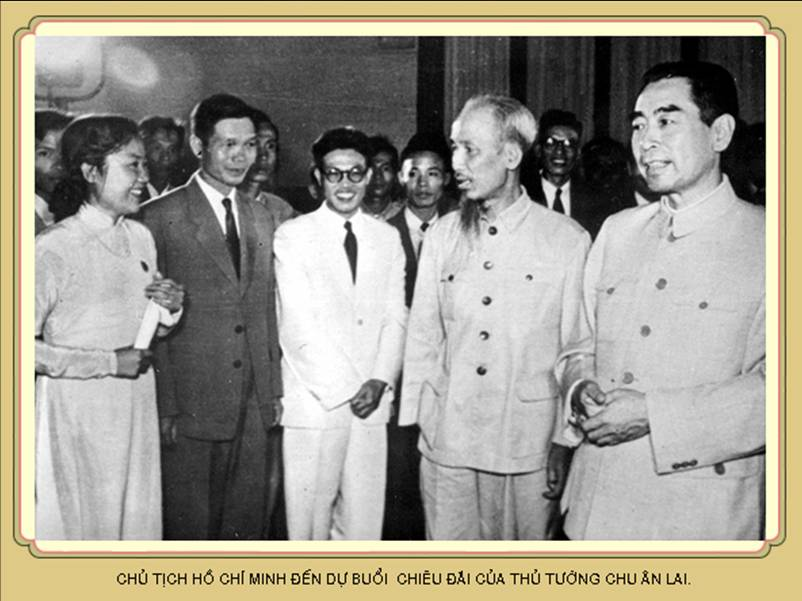 CHỦ TỊCH HỒ CHÍ MINH ĐẾN DỰ BUỔI CHIÊU ĐÃI CỦA THỦ TƯỚNG CHU ÂN LAI.